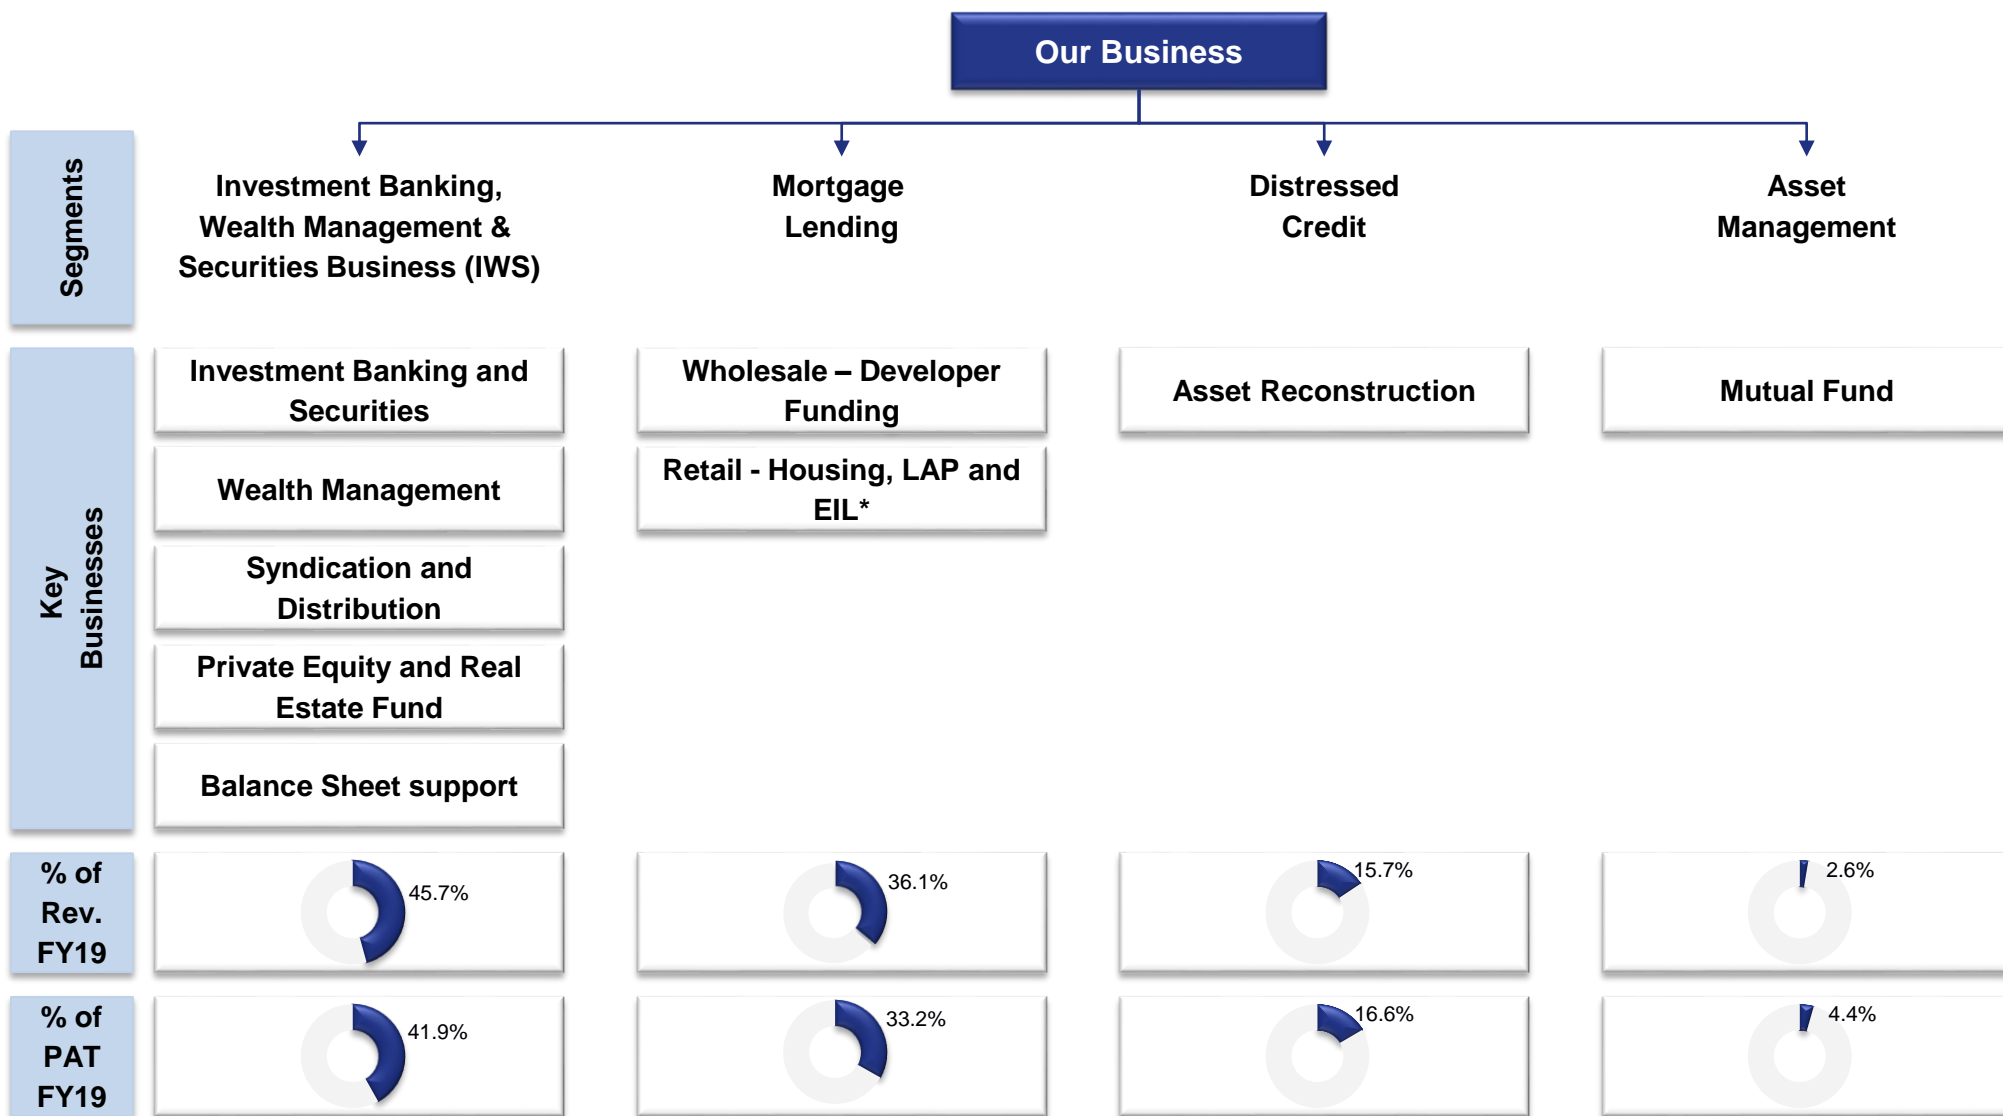 Our Business
Segments
Investment Banking,
Wealth Management &
Securities Business (IWS)
Mortgage
Lending
Distressed
Credit
Asset
Management
Key
Businesses
Investment Banking and
Securities
Wealth Management
Syndication and
Distribution
Private Equity and Real
Estate Fund
Balance Sheet support
Wholesale – Developer
Funding
Retail - Housing, LAP and
EIL*
Asset Reconstruction
Mutual Fund
% of
Rev.
FY19
45.7%
36.1%
15.7%
2.6%
% of
PAT
FY19
41.9%
33.2%
16.6%
4.4%